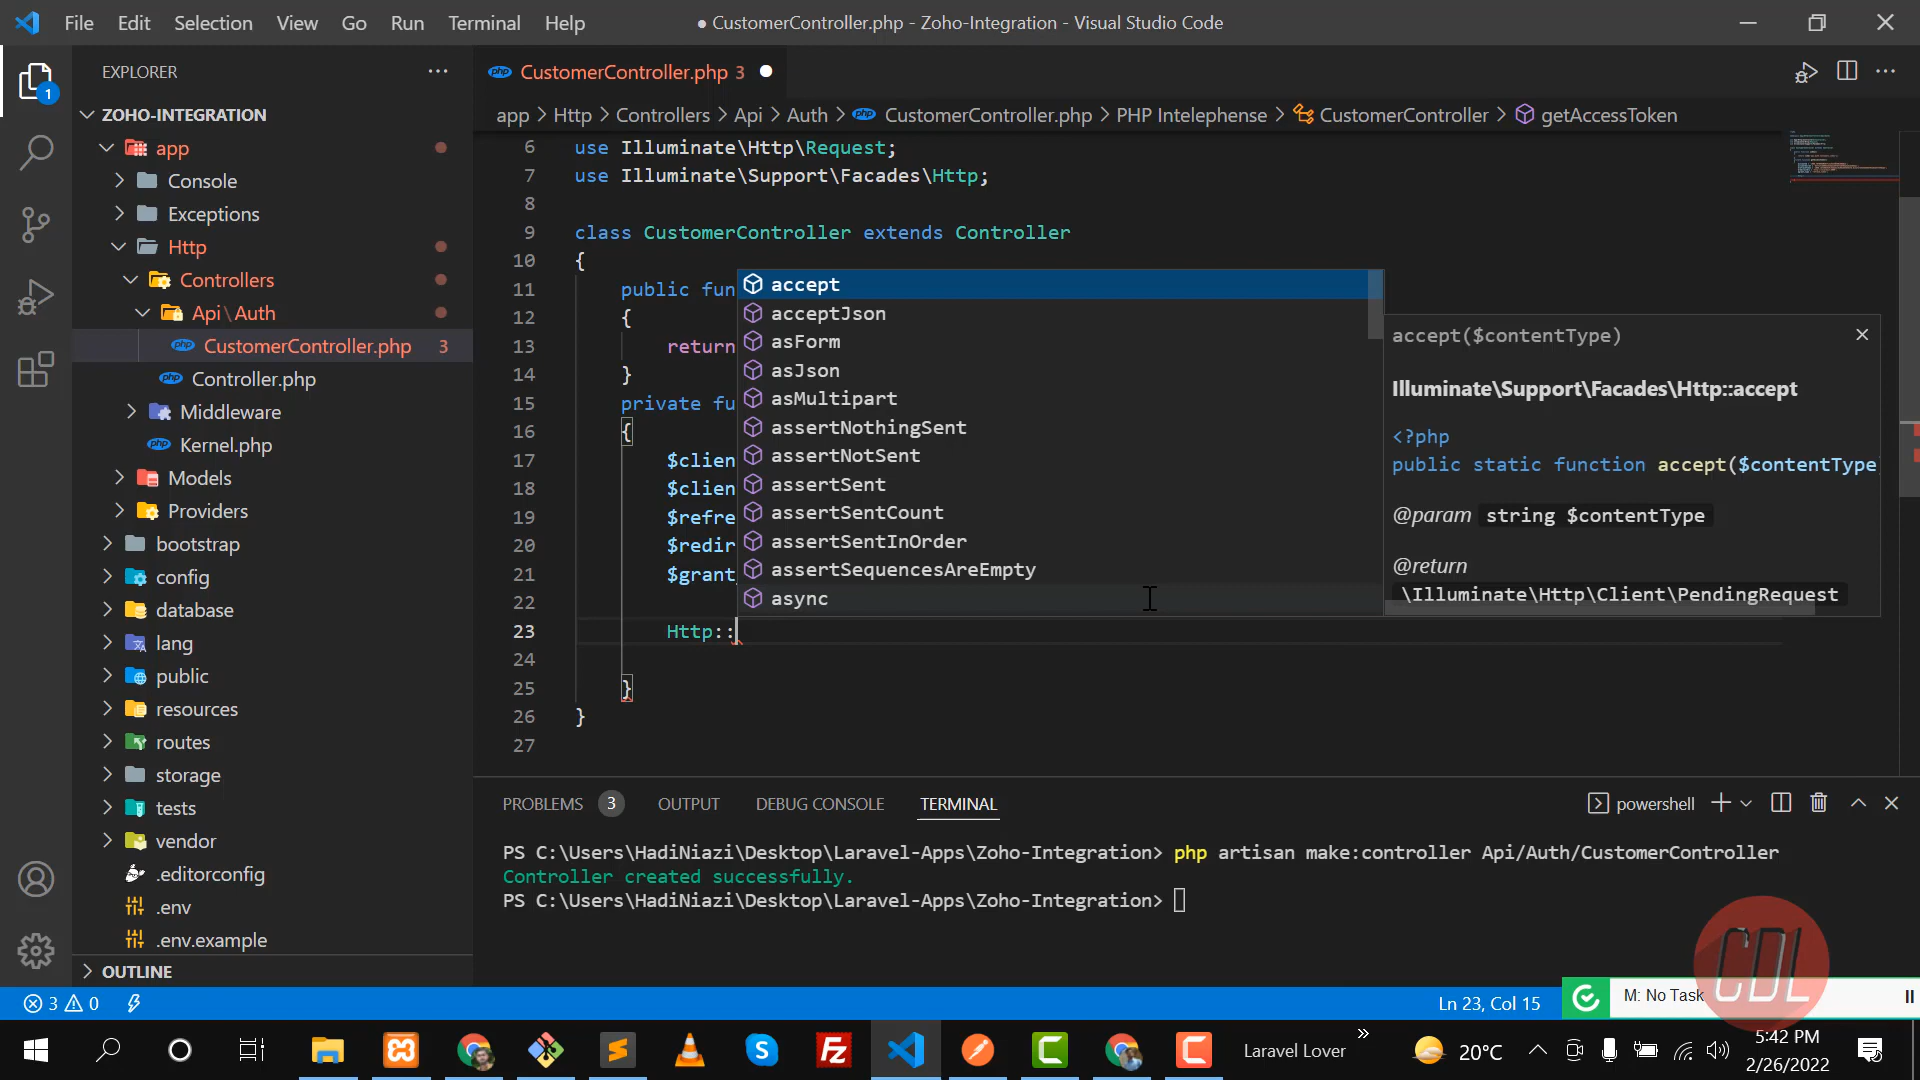 File Edit Selection View Go Run Terminal Help
● CustomerController.php - Zoho-Integration - Visual Studio Code
EXPLORER
ZOHO-INTEGRATION
app
Console
Exceptions
Http
Controllers
Api\Auth
CustomerController.php 3
Controller.php
Middleware
Kernel.php
Models
Providers
bootstrap
config
database
lang
public
resources
routes
storage
tests
vendor
.editorconfig
.env
.env.example
OUTLINE
CustomerController.php 3
app > Http > Controllers > Api > Auth > CustomerController.php > PHP Intelephense > CustomerController > getAccessToken
6 use Illuminate\Http\Request;
7 use Illuminate\Support\Facades\Http;
8
9 class CustomerController extends Controller
10 {
11 public fun
12 {
13 return
14 }
15 private fu
16 {
17 $clien
18 $clien
19 $refre
20 $redir
21 $grant_
22
23 Http::
24
25 }
26 }
27
accept
acceptJson
asForm
asJson
asMultipart
assertNothingSent
assertNotSent
assertSent
assertSentCount
assertSentInOrder
assertSequencesAreEmpty
async
accept($contentType)
Illuminate\Support\Facades\Http::accept
<?php
public static function accept($contentType
@param string $contentType
@return
\Illuminate\Http\Client\PendingRequest
PROBLEMS 3 OUTPUT DEBUG CONSOLE TERMINAL
powershell
PS C:\Users\HadiNiazi\Desktop\Laravel-Apps\Zoho-Integration> php artisan make:controller Api/Auth/CustomerController
Controller created successfully.
PS C:\Users\HadiNiazi\Desktop\Laravel-Apps\Zoho-Integration>
CDL
1
3 0
Ln 23, Col 15
M: No Task
Laravel Lover
20°C
5:42 PM
2/26/2022